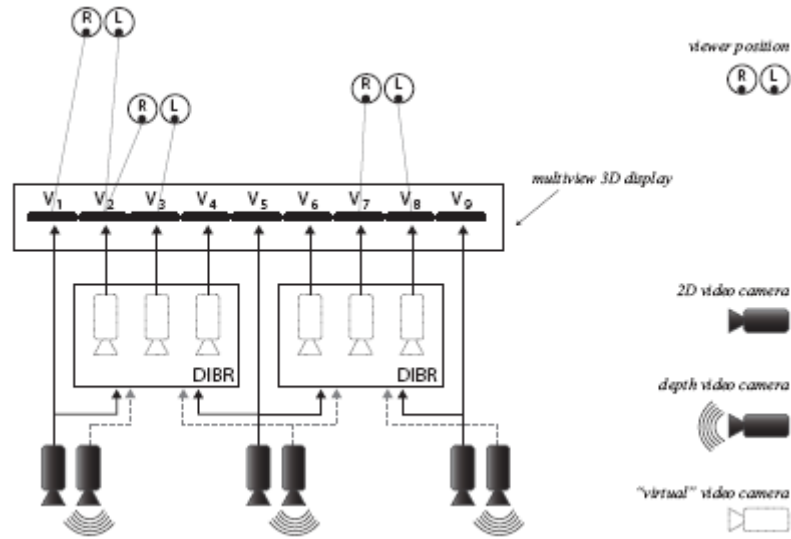 R L
R L
R L
viewer position
R L
multiview 3D display
V1 V2 V3 V4 V5 V6 V7 V8 V9
2D video camera
DIBR DIBR
depth video camera
"virtual" video camera